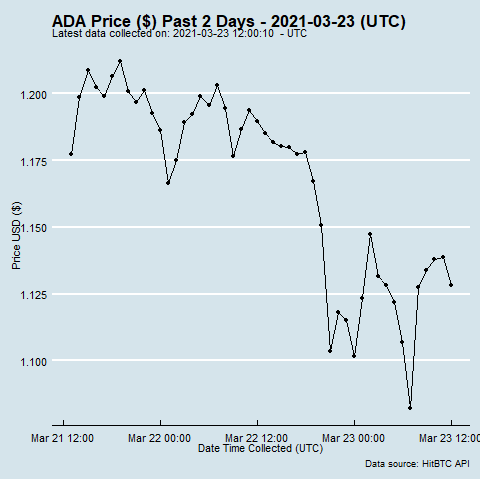 ADA Price ($) Past 2 Days - 2021-03-23 (UTC)
Latest data collected on: 2021-03-23 12:00:10 - UTC
1.200
1.175
1.150
1.125
1.100
Price USD ($)
Mar 21 12:00 Mar 22 00:00 Mar 22 12:00 Mar 23 00:00 Mar 23 12:00
Date Time Collected (UTC)
Data source: HitBTC API